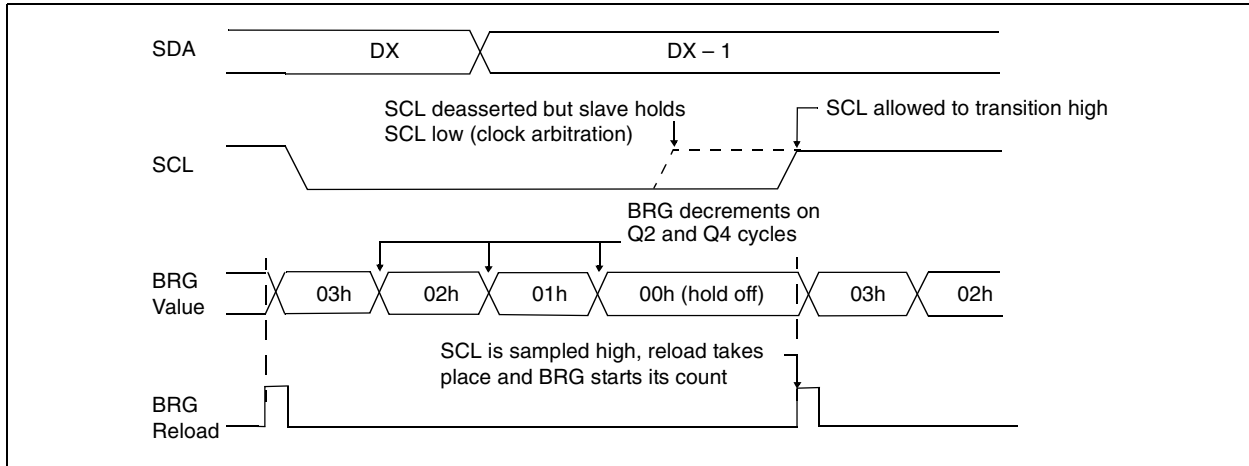 SDA
DX
DX – 1
SCL deasserted but slave holds
SCL low (clock arbitration)
SCL allowed to transition high
SCL
BRG decrements on
Q2 and Q4 cycles
BRG
Value
03h
02h
01h
00h (hold off)
03h
02h
SCL is sampled high, reload takes
place and BRG starts its count
BRG
Reload